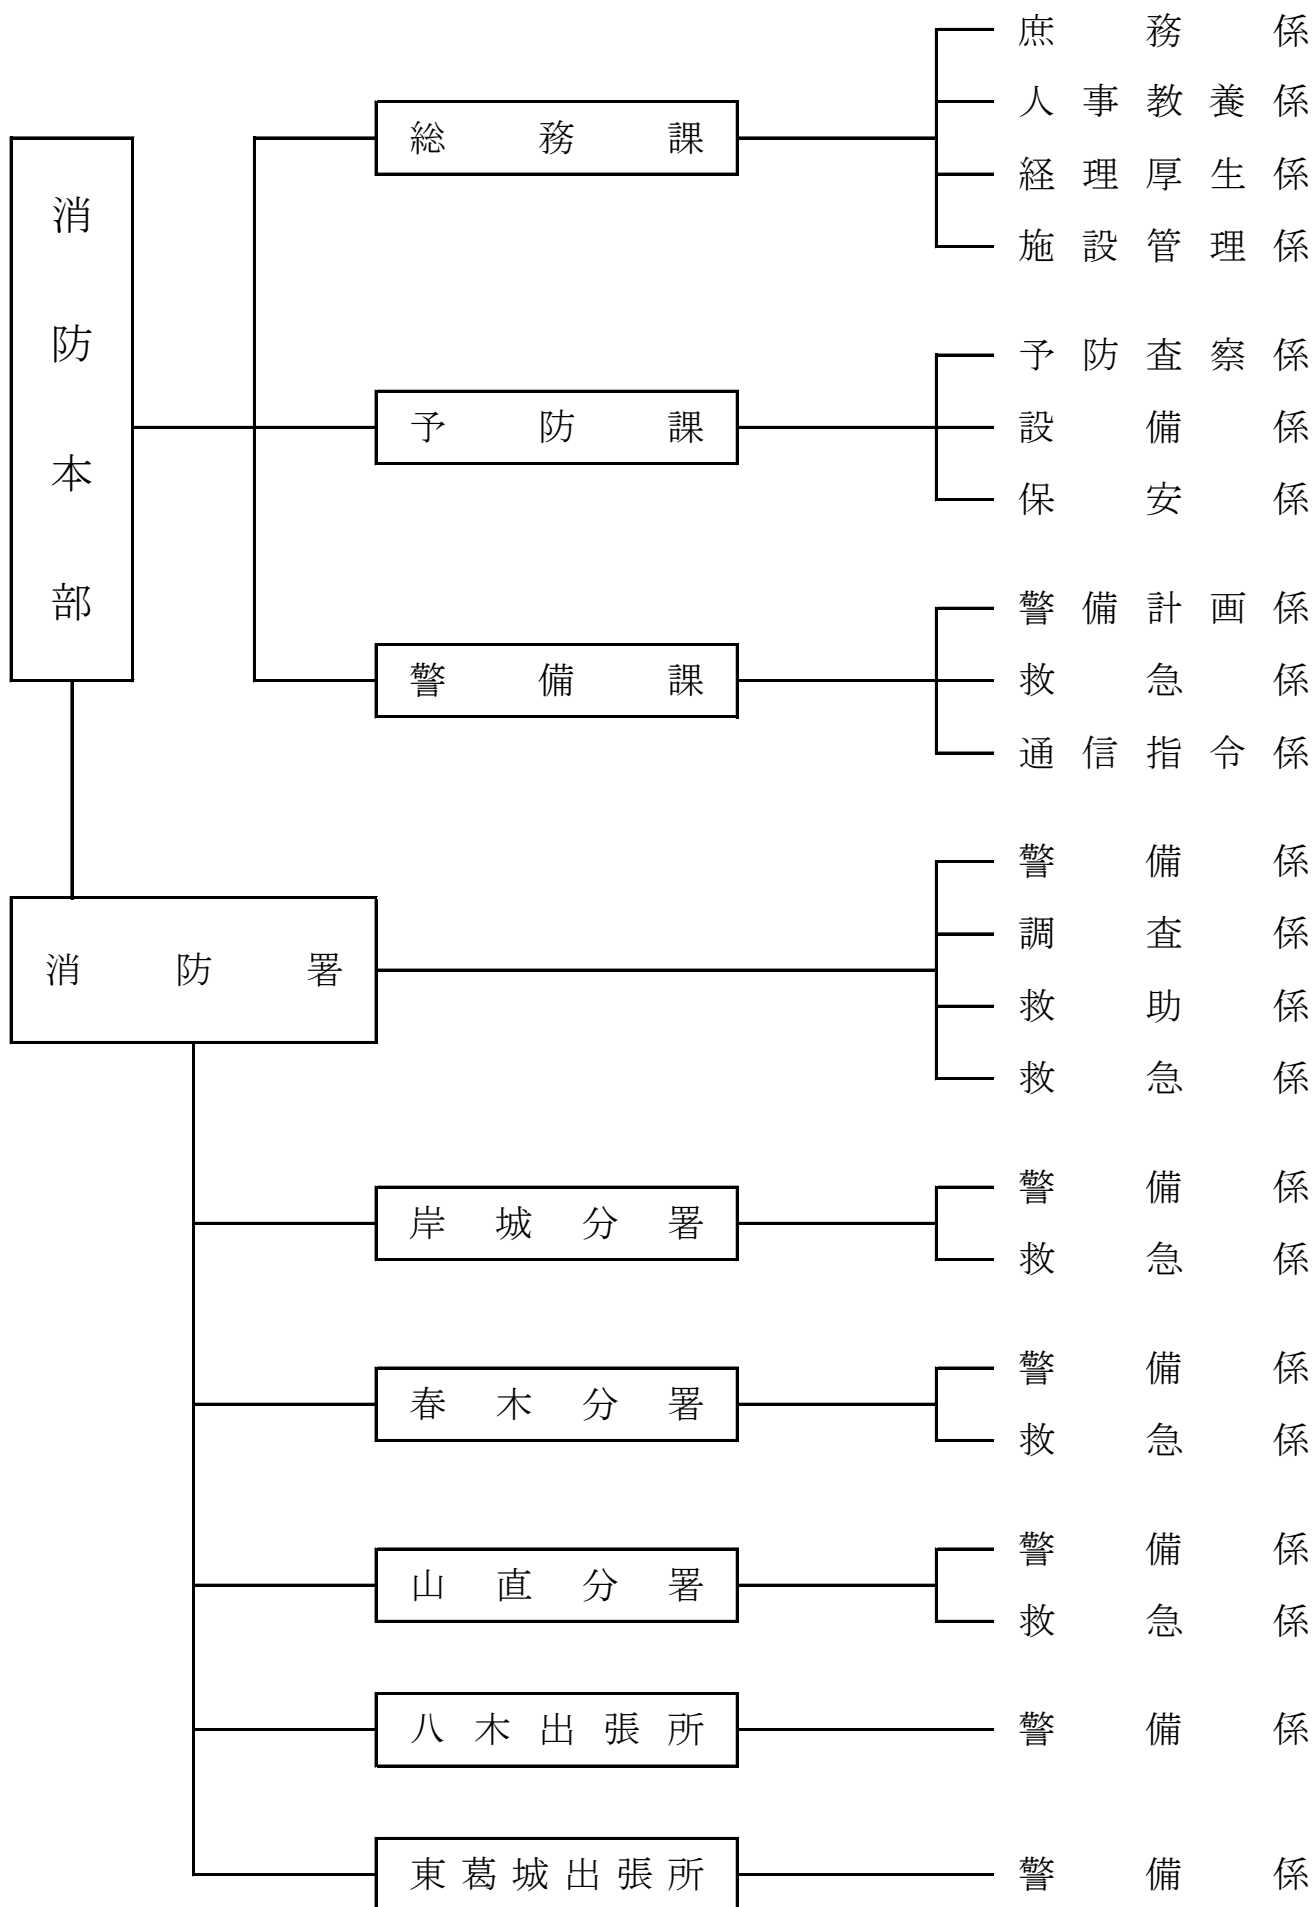 消防本部
総務課
庶務係
人事教養係
経理厚生係
施設管理係
予防課
予防査察係
設備係
保安係
警備課
警備計画係
救急係
通信指令係
消防署
警備係
調査係
救助係
救急係
岸城分署
警備係
救急係
春木分署
警備係
救急係
山直分署
警備係
救急係
八木出張所
警備係
東葛城出張所
警備係